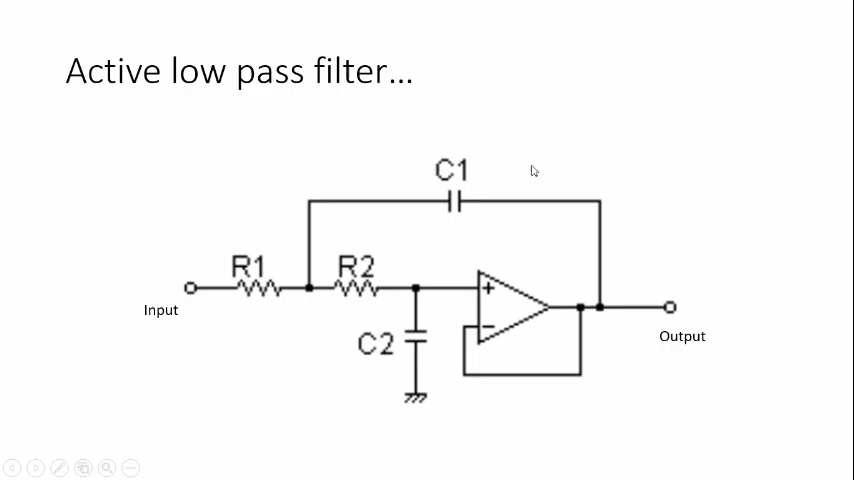 Active low pass filter...
C1
R1
R2
Input
+
−
C2
Output